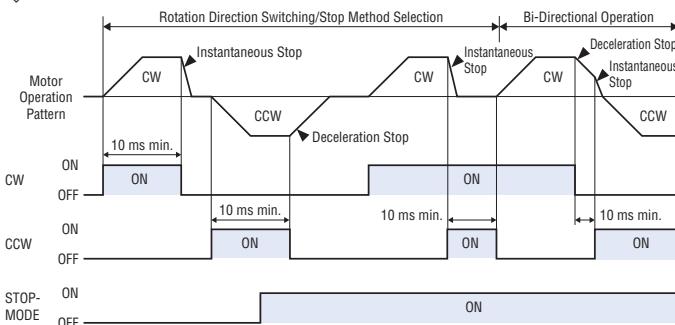 Rotation Direction Switching/Stop Method Selection
Bi-Directional Operation
Instantaneous Stop
Instantaneous
Stop
Deceleration Stop
Instantaneous
Stop
CW
CW
CW
Motor
Operation
Pattern
CCW
CCW
Deceleration Stop
10 ms min.
CW
ON
OFF
ON
ON
10 ms min.
10 ms min.
10 ms min.
CCW
ON
OFF
ON
ON
ON
STOP-
MODE
ON
OFF
ON